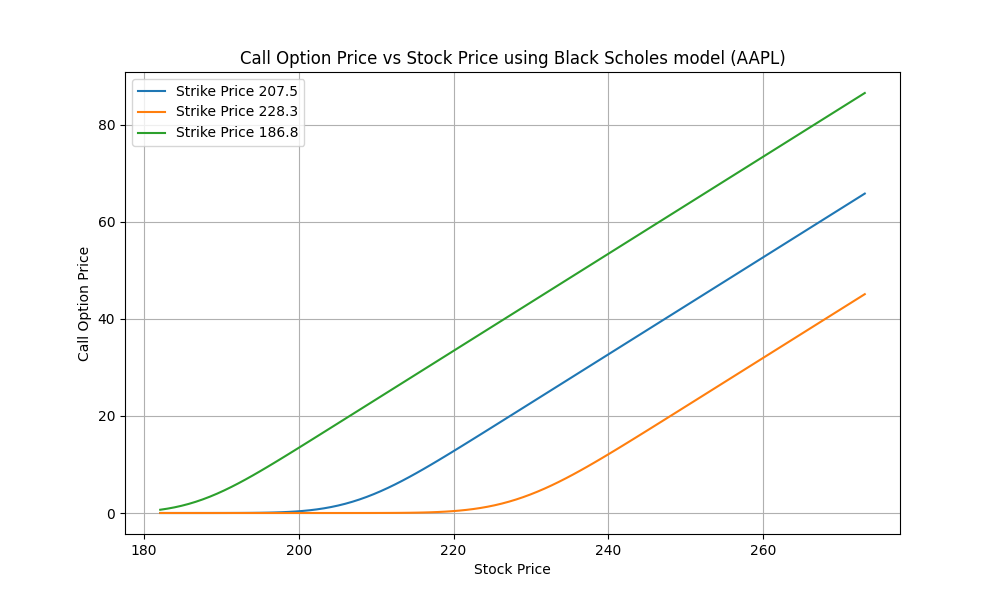 Call Option Price vs Stock Price using Black Scholes model (AAPL)
Strike Price 207.5
Strike Price 228.3
Strike Price 186.8
80
60
40
20
0
Call Option Price
180 200 220 240 260
Stock Price